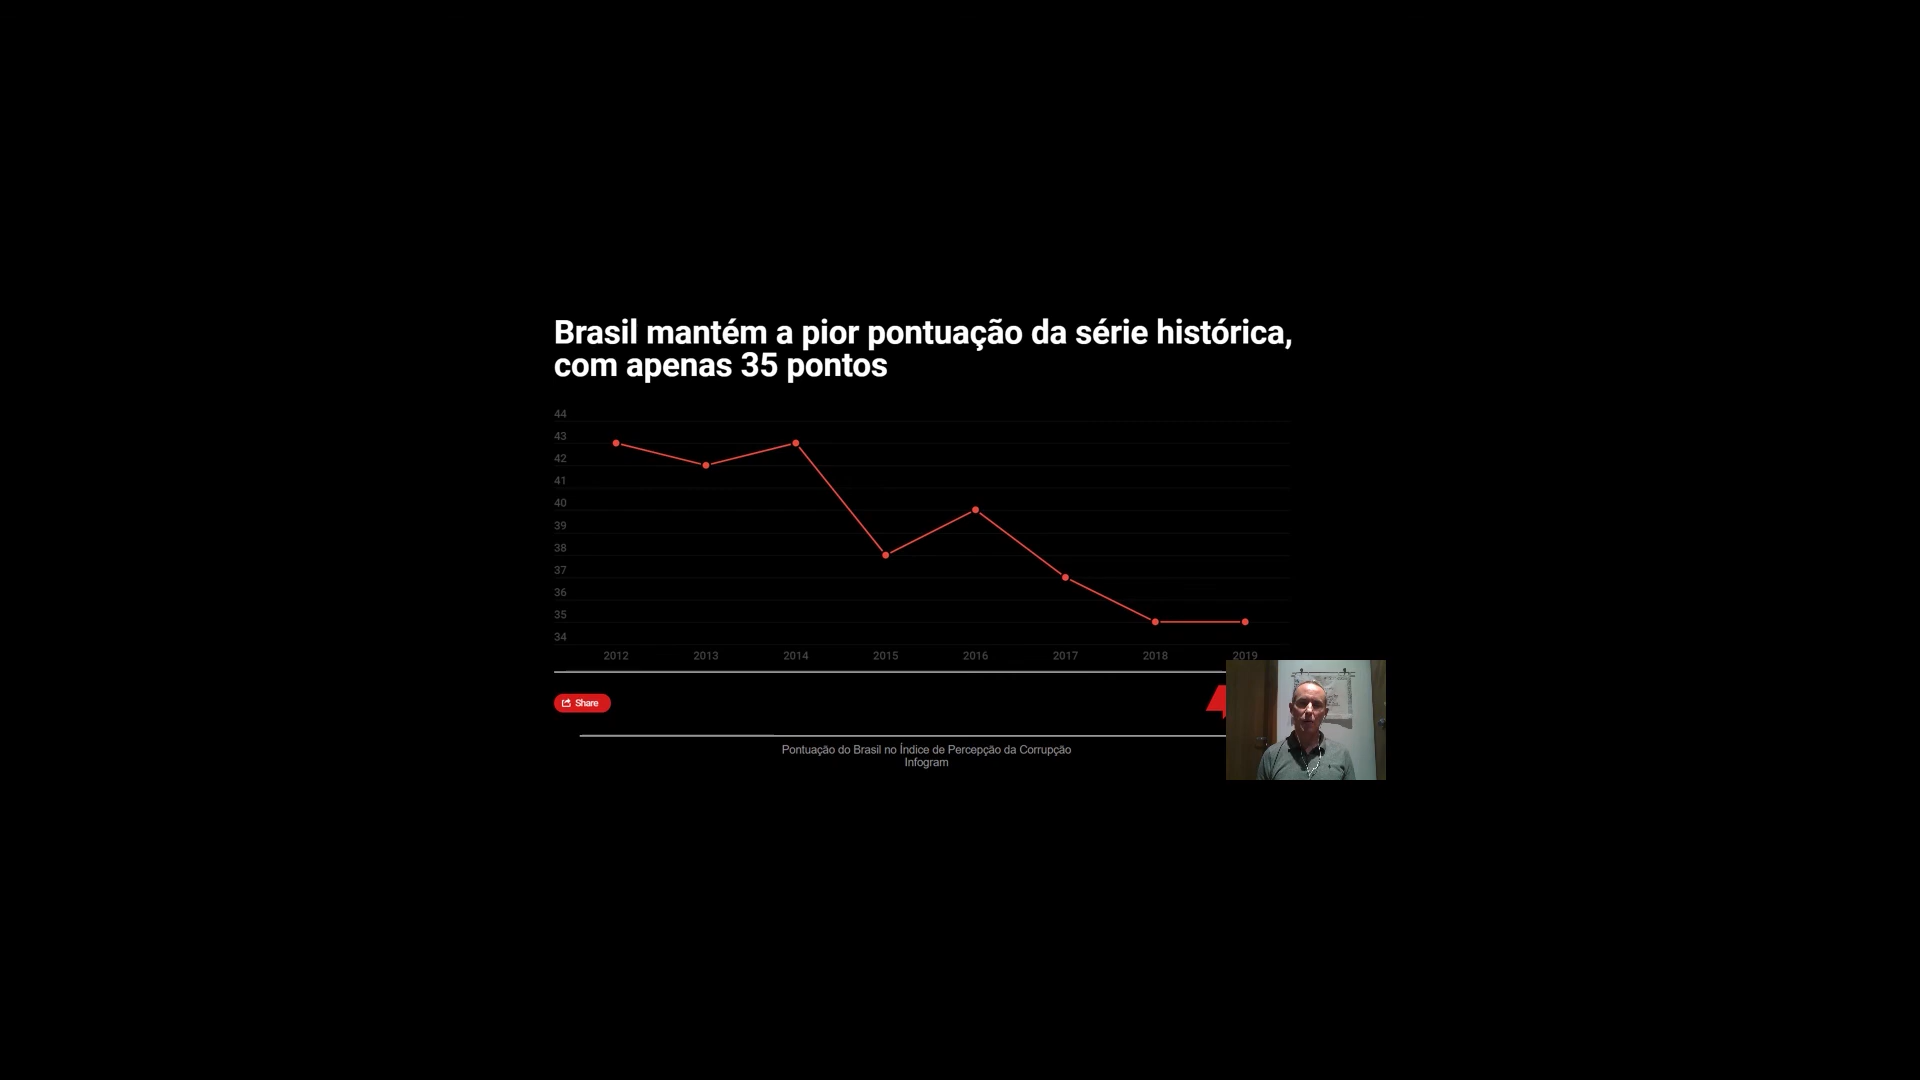 Brasil mantém a pior pontuação da série histórica,
com apenas 35 pontos
44
43
42
41
40
39
38
37
36
35
34
2012 2013 2014 2015 2016 2017 2018 2019
Share
Pontuação do Brasil no Índice de Percepção da Corrupção
Infogram